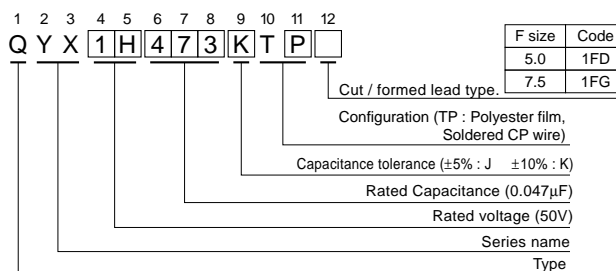 1 2 3 4 5 6 7 8 9 10 11 12
Q Y X 1 H 4 7 3 K T P
F size Code
5.0 1FD
7.5 1FG
Cut / formed lead type.
Configuration (TP : Polyester film,
Soldered CP wire)
Capacitance tolerance (±5% : J ±10% : K)
Rated Capacitance (0.047μF)
Rated voltage (50V)
Series name
Type